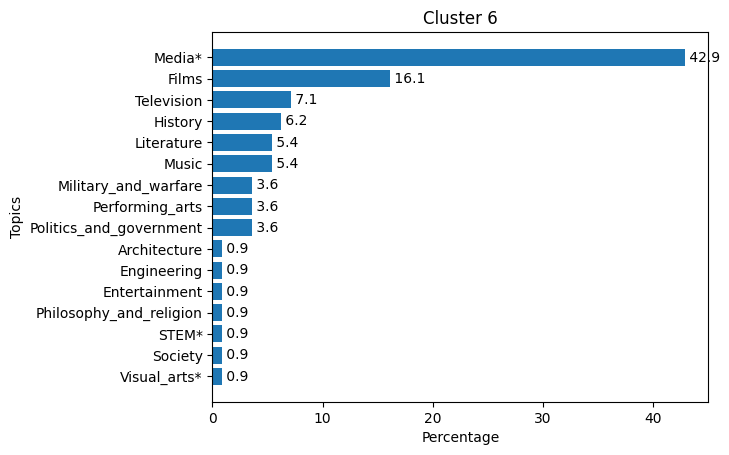 Cluster 6
Topics
Media* 42.9
Films 16.1
Television 7.1
History 6.2
Literature 5.4
Music 5.4
Military_and_warfare 3.6
Performing_arts 3.6
Politics_and_government 3.6
Architecture 0.9
Engineering 0.9
Entertainment 0.9
Philosophy_and_religion 0.9
STEM* 0.9
Society 0.9
Visual_arts* 0.9
0 10 20 30 40
Percentage